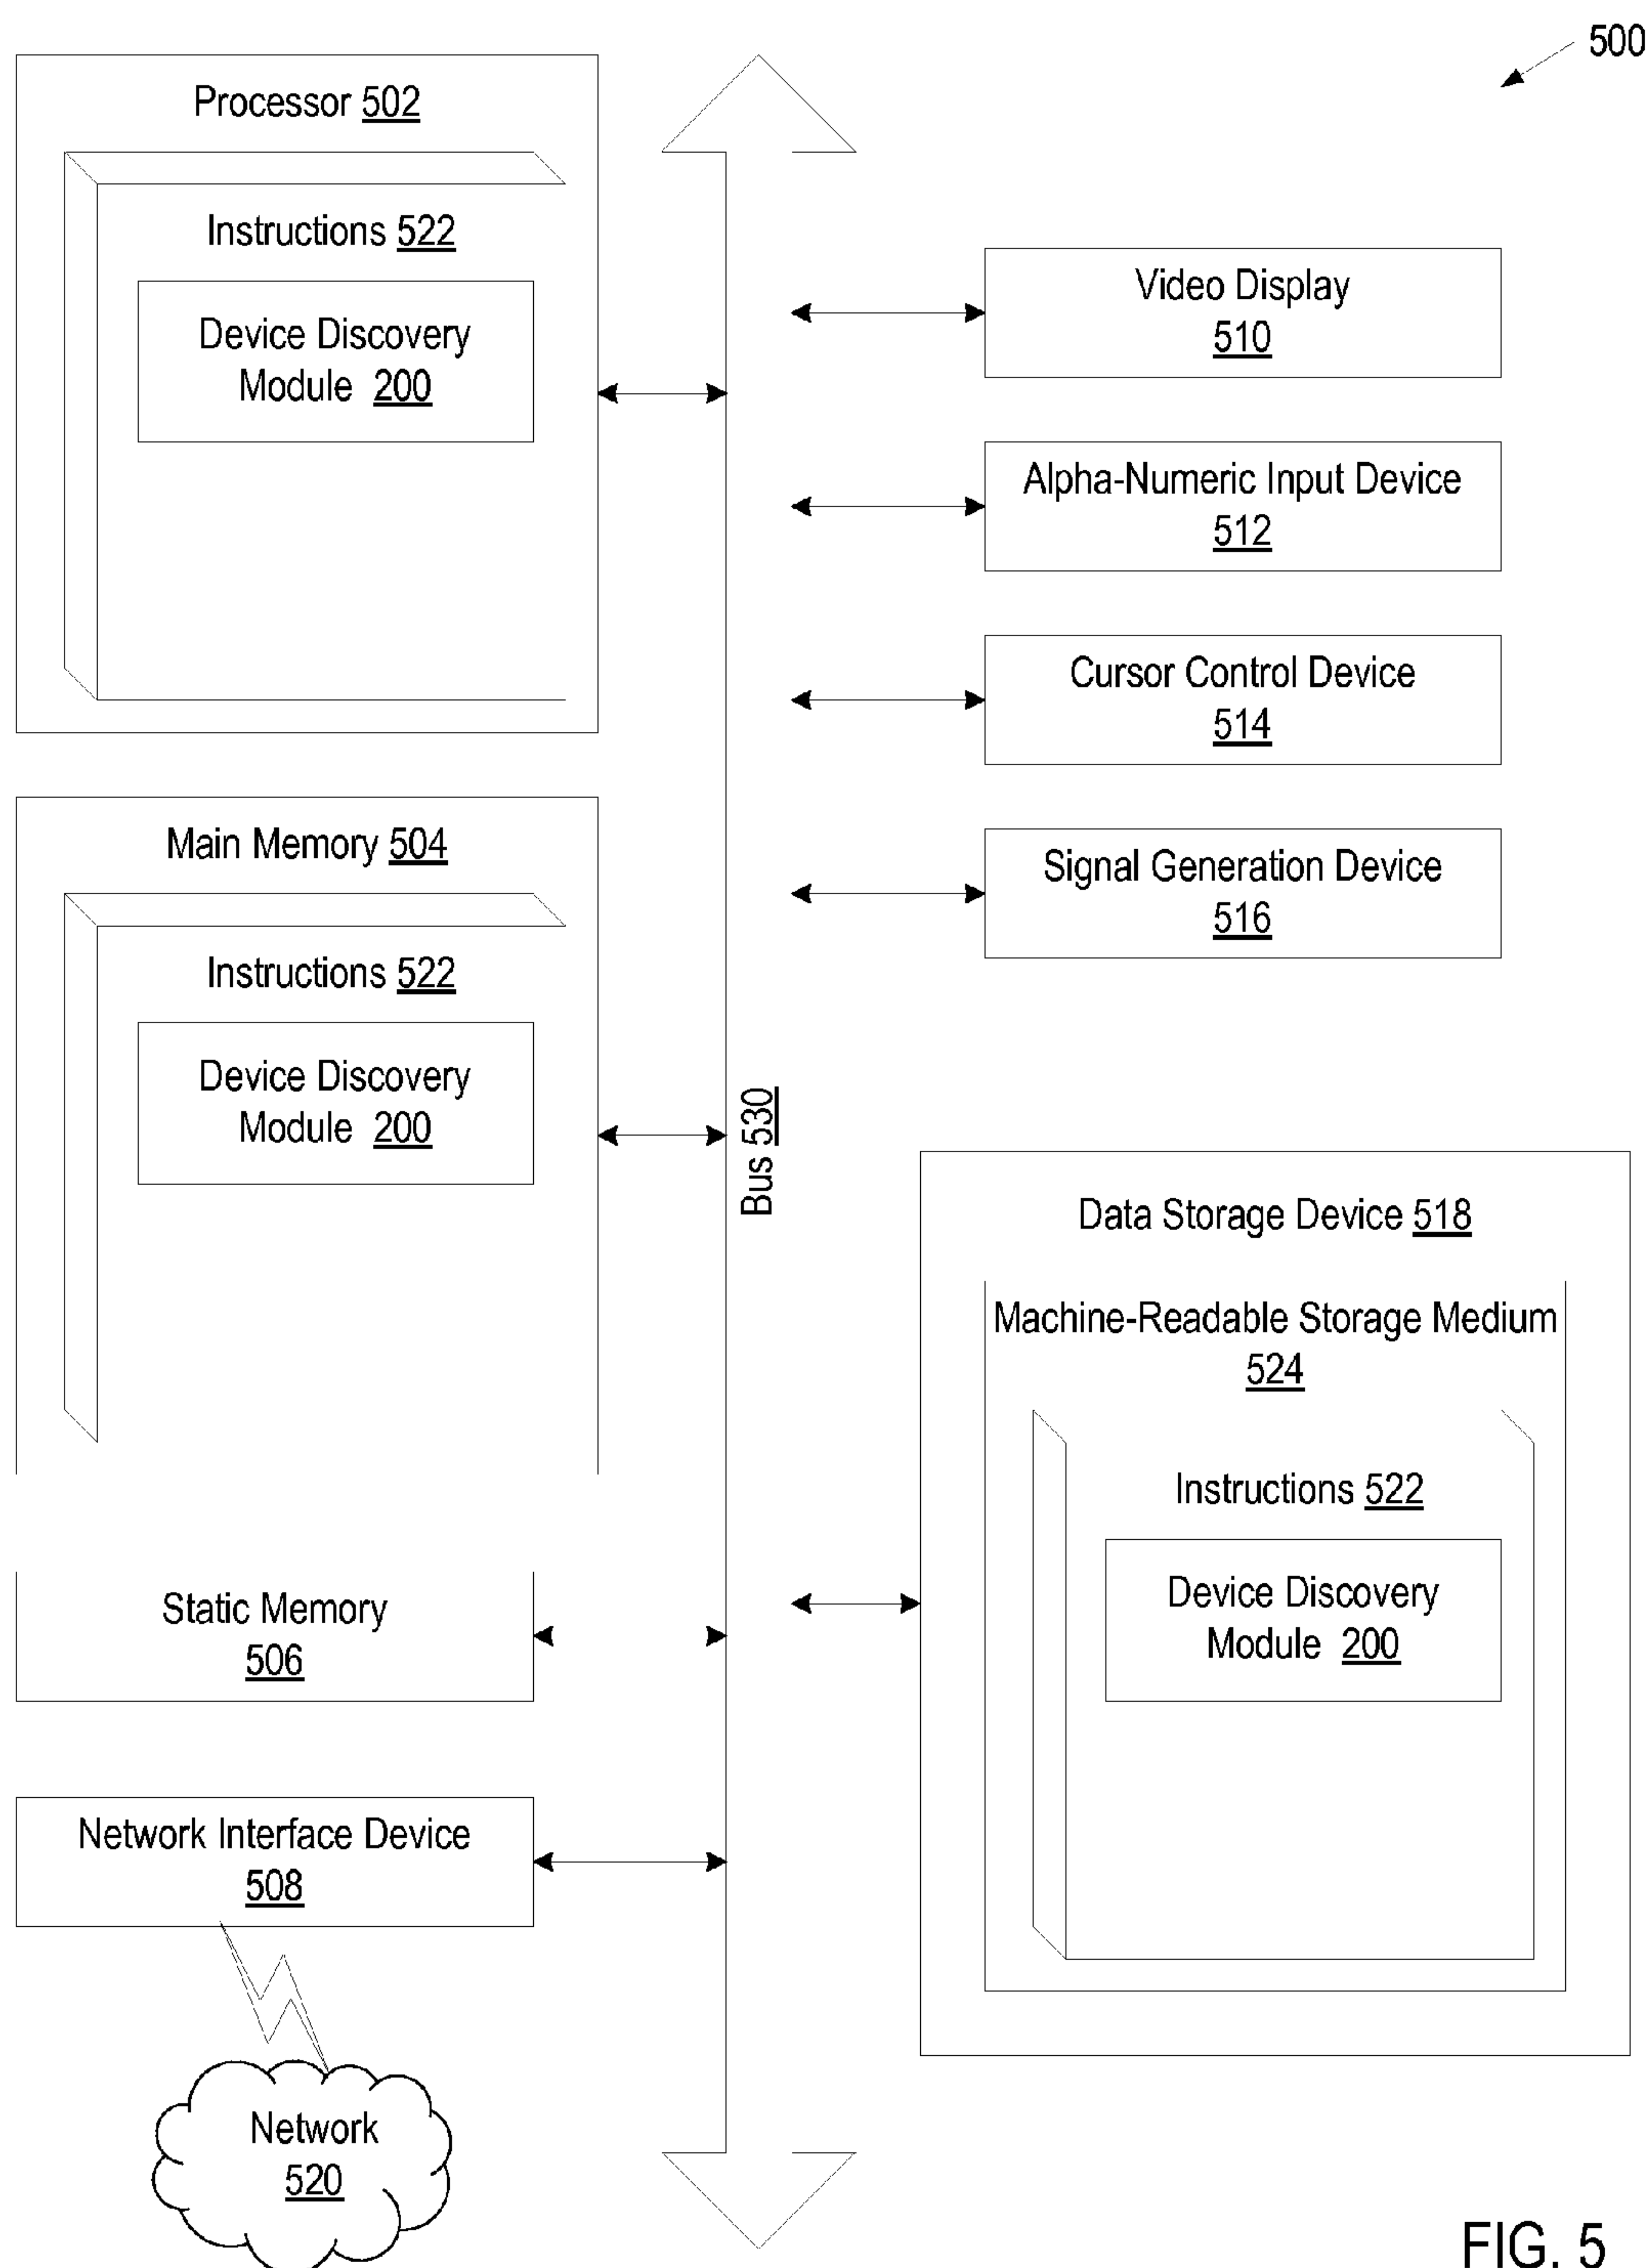 500
Processor 502
Instructions 522
Device Discovery
Module 200
Video Display
510
Alpha-Numeric Input Device
512
Cursor Control Device
514
Signal Generation Device
516
Main Memory 504
Instructions 522
Device Discovery
Module 200
Bus 530
Data Storage Device 518
Machine-Readable Storage Medium
524
Instructions 522
Device Discovery
Module 200
Static Memory
506
Network Interface Device
508
Network
520
FIG. 5